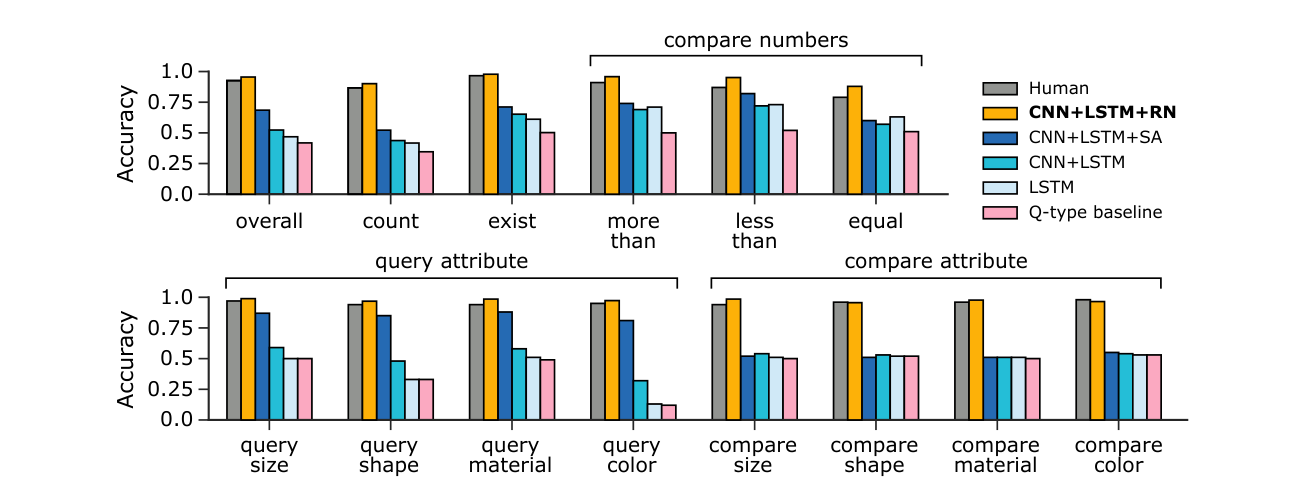 compare numbers
Accuracy
1.0
0.75
0.5
0.25
0.0
overall
count
exist
more
than
less
than
equal
Human
CNN+LSTM+RN
CNN+LSTM+SA
CNN+LSTM
LSTM
Q-type baseline
query attribute
compare attribute
Accuracy
1.0
0.75
0.5
0.25
0.0
query
size
query
shape
query
material
query
color
compare
size
compare
shape
compare
material
compare
color